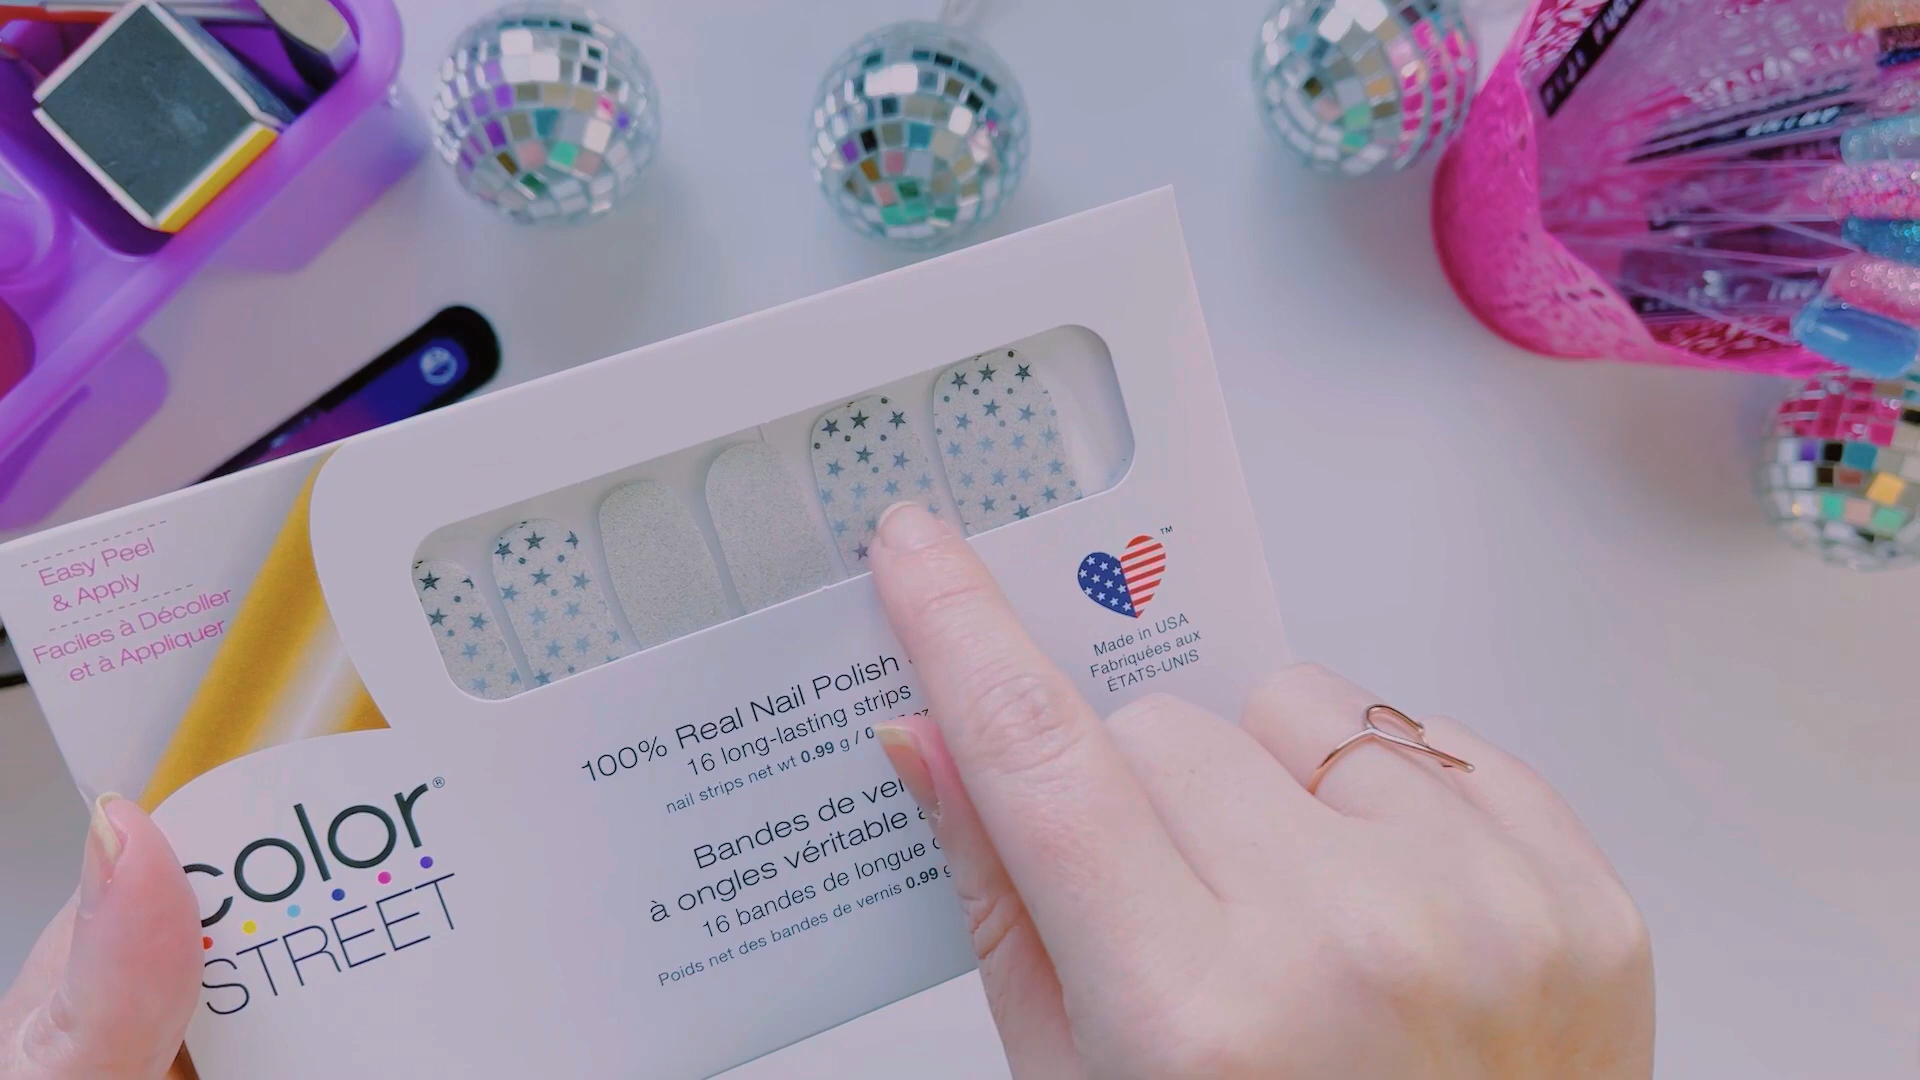 Easy Peel
& Apply
Faciles à Décoller
et à Appliquer
color®
STREET
100% Real Nail Polish
16 long-lasting strips
nail strips net wt 0.99 g /
Bandes de
à ongles véritable
16 bandes de longue
Poids net des bandes de vernis 0.99 g
TM
Made in USA
Fabriquées aux
ÉTATS-UNIS